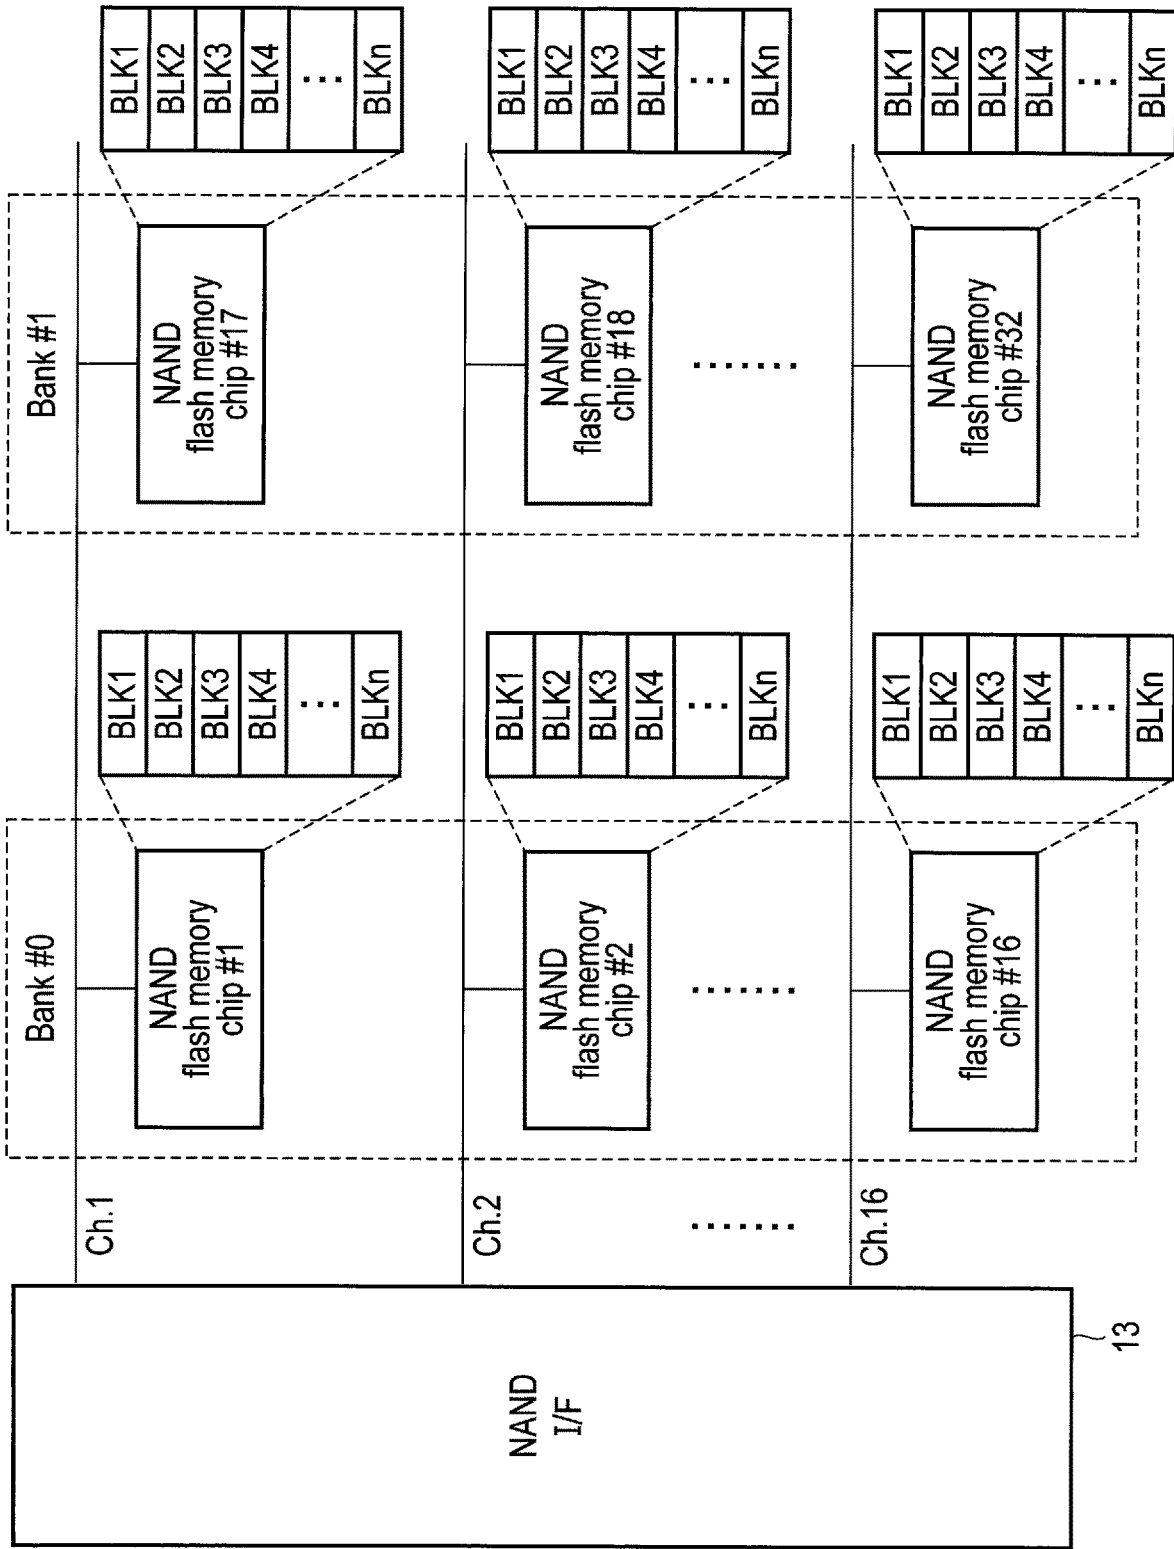 Bank #0
Bank #1
Ch.1
NAND
flash memory
chip #1
BLK1
BLK2
BLK3
BLK4
...
BLKn
NAND
flash memory
chip #17
BLK1
BLK2
BLK3
BLK4
...
BLKn
Ch.2
NAND
flash memory
chip #2
BLK1
BLK2
BLK3
BLK4
...
BLKn
NAND
flash memory
chip #18
BLK1
BLK2
BLK3
BLK4
...
BLKn
NAND
I/F
.......
.......
.......
Ch.16
NAND
flash memory
chip #16
BLK1
BLK2
BLK3
BLK4
...
BLKn
NAND
flash memory
chip #32
BLK1
BLK2
BLK3
BLK4
...
BLKn
13